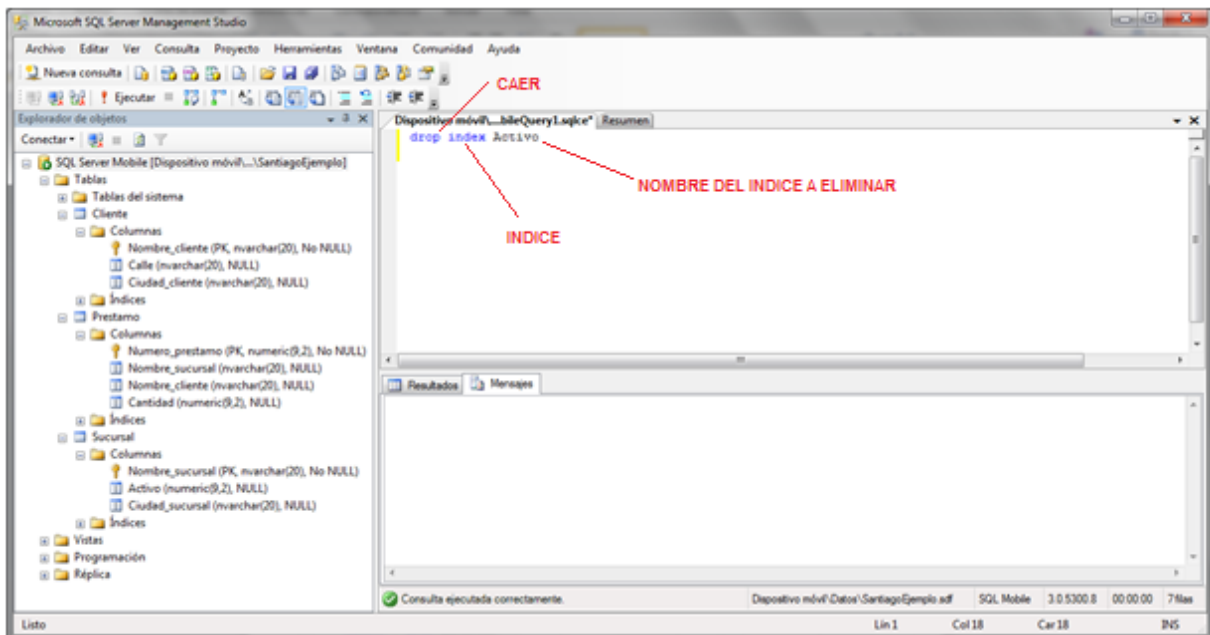 Microsoft SQL Server Management Studio
Archivo Editar Ver Consulta Proyecto Herramientas Ventana Comunidad Ayuda
Nueva consulta
Ejecutar
CAER
Explorador de objetos
Conectar
SQL Server Mobile [Dispositivo móvil\...\SantiagoEjemplo]
Tablas
Tablas del sistema
Cliente
Columnas
Nombre_cliente (PK, nvarchar(20), No NULL)
Calle (nvarchar(20), NULL)
Ciudad_cliente (nvarchar(20), NULL)
Índices
Prestamo
Columnas
Numero_prestamo (PK, numeric(9,2), No NULL)
Nombre_sucursal (nvarchar(20), NULL)
Nombre_cliente (nvarchar(20), NULL)
Cantidad (numeric(9,2), NULL)
Índices
Sucursal
Columnas
Nombre_sucursal (PK, nvarchar(20), No NULL)
Activo (numeric(9,2), NULL)
Ciudad_sucursal (nvarchar(20), NULL)
Índices
Vistas
Programación
Réplica
Dispositivo móvil\...bileQuery1.sqlce* Resumen
drop index Activo
NOMBRE DEL INDICE A ELIMINAR
INDICE
Resultados Mensajes
Consulta ejecutada correctamente. Dispositivo móvil\Datos\SantiagoEjemplo.sdf SQL Mobile 3.0.5300.8 00:00:00 7 filas
Listo Lín 1 Col 18 Car 18 INS